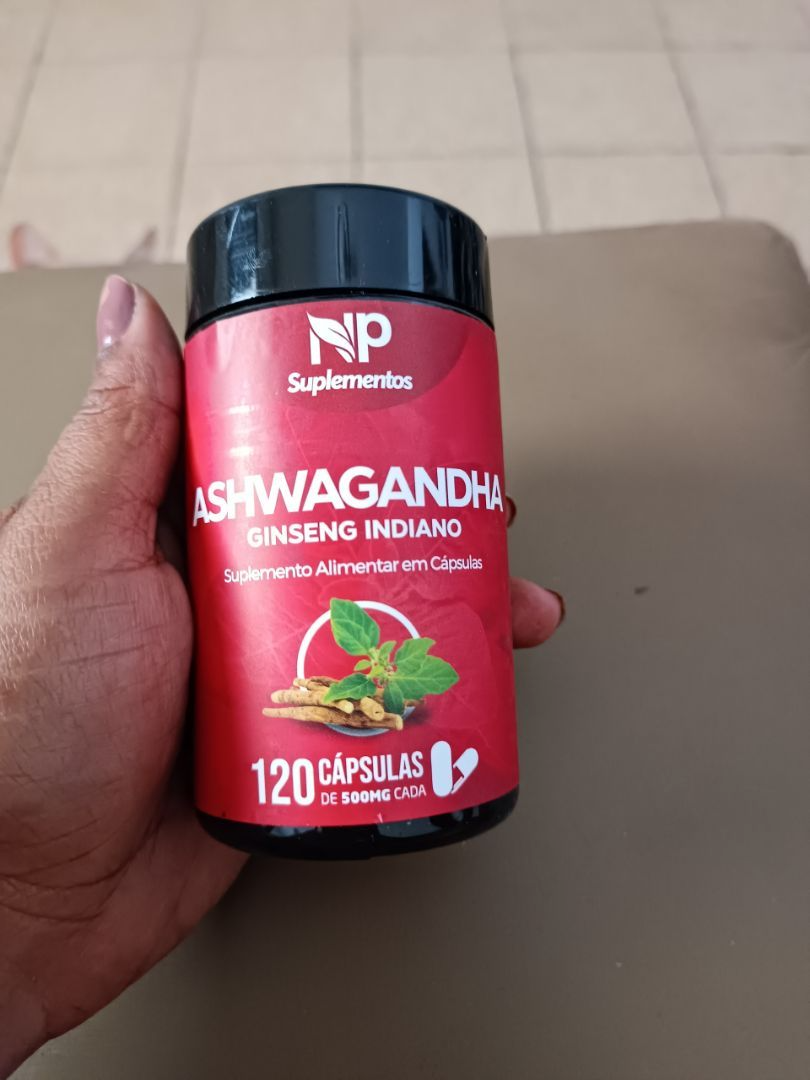 NP
Suplementos
ASHWAGANDHA
GINSENG INDIANO
Suplemento Alimentar em Cápsulas
120 CÁPSULAS
DE 500MG CADA